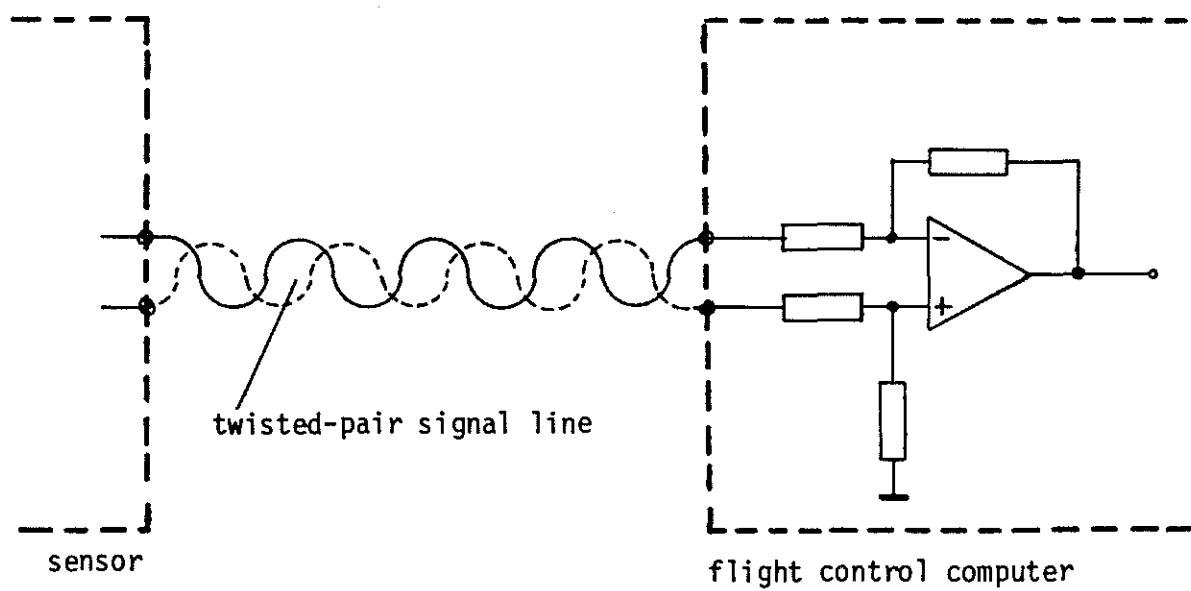 −
+
twisted-pair signal line
sensor
flight control computer